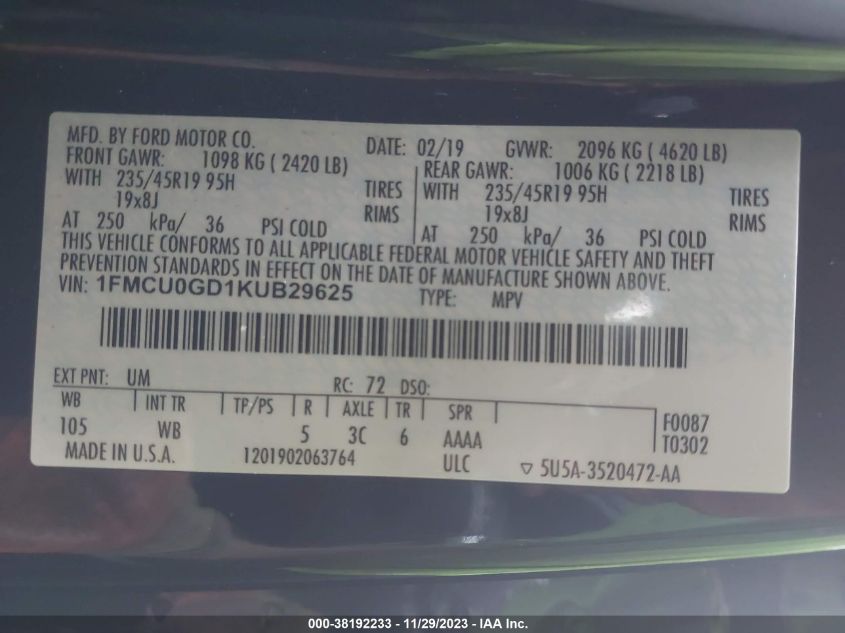 MFD. BY FORD MOTOR CO. DATE: 02/19 GVWR: 2096 KG ( 4620 LB)
FRONT GAWR: 1098 KG ( 2420 LB) REAR GAWR: 1006 KG ( 2218 LB)
WITH 235/45R19 95H TIRES WITH 235/45R19 95H TIRES
19x8J RIMS 19x8J RIMS
AT 250 kPa/ 36 PSI COLD AT 250 kPa/ 36 PSI COLD
THIS VEHICLE CONFORMS TO ALL APPLICABLE FEDERAL MOTOR VEHICLE SAFETY AND THEFT
PREVENTION STANDARDS IN EFFECT ON THE DATE OF MANUFACTURE SHOWN ABOVE.
VIN: 1FMCU0GD1KUB29625 TYPE: MPV
EXT PNT: UM RC: 72 DSO:
WB INT TR TP/PS R AXLE TR SPR F0087
105 WB 5 3C 6 AAAA T0302
MADE IN U.S.A. 1201902063764 ULC ▽ 5U5A-3520472-AA
000-38192233 - 11/29/2023 - IAA Inc.